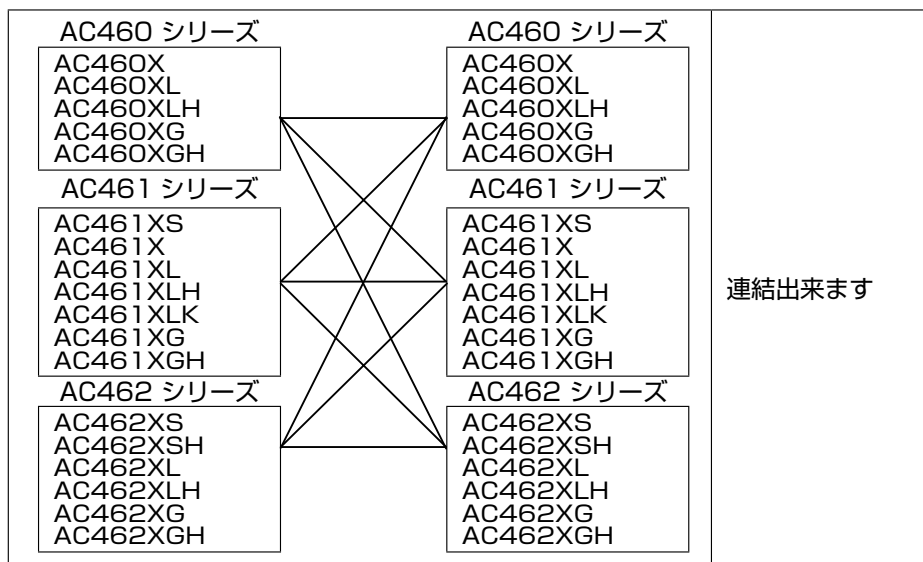 AC460 シリーズ
AC460X
AC460XL
AC460XLH
AC460XG
AC460XGH
AC461 シリーズ
AC461XS
AC461X
AC461XL
AC461XLH
AC461XLK
AC461XG
AC461XGH
AC462 シリーズ
AC462XS
AC462XSH
AC462XL
AC462XLH
AC462XG
AC462XGH
AC460 シリーズ
AC460X
AC460XL
AC460XLH
AC460XG
AC460XGH
AC461 シリーズ
AC461XS
AC461X
AC461XL
AC461XLH
AC461XLK
AC461XG
AC461XGH
AC462 シリーズ
AC462XS
AC462XSH
AC462XL
AC462XLH
AC462XG
AC462XGH
連結出来ます